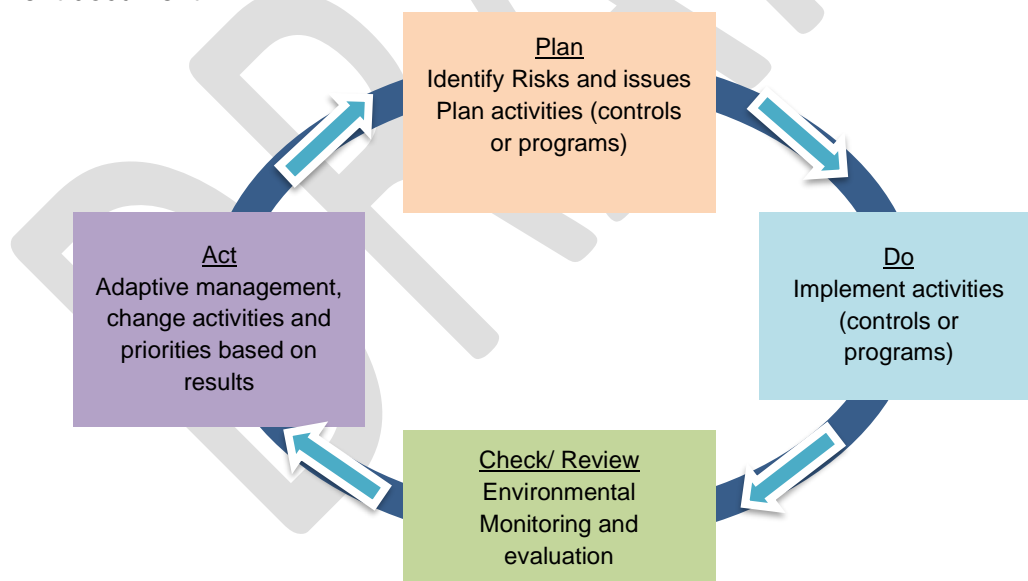 Plan
Identify Risks and issues
Plan activities (controls
or programs)
Do
Implement activities
(controls or
programs)
Check/ Review
Environmental
Monitoring and
evaluation
Act
Adaptive management,
change activities and
priorities based on
results